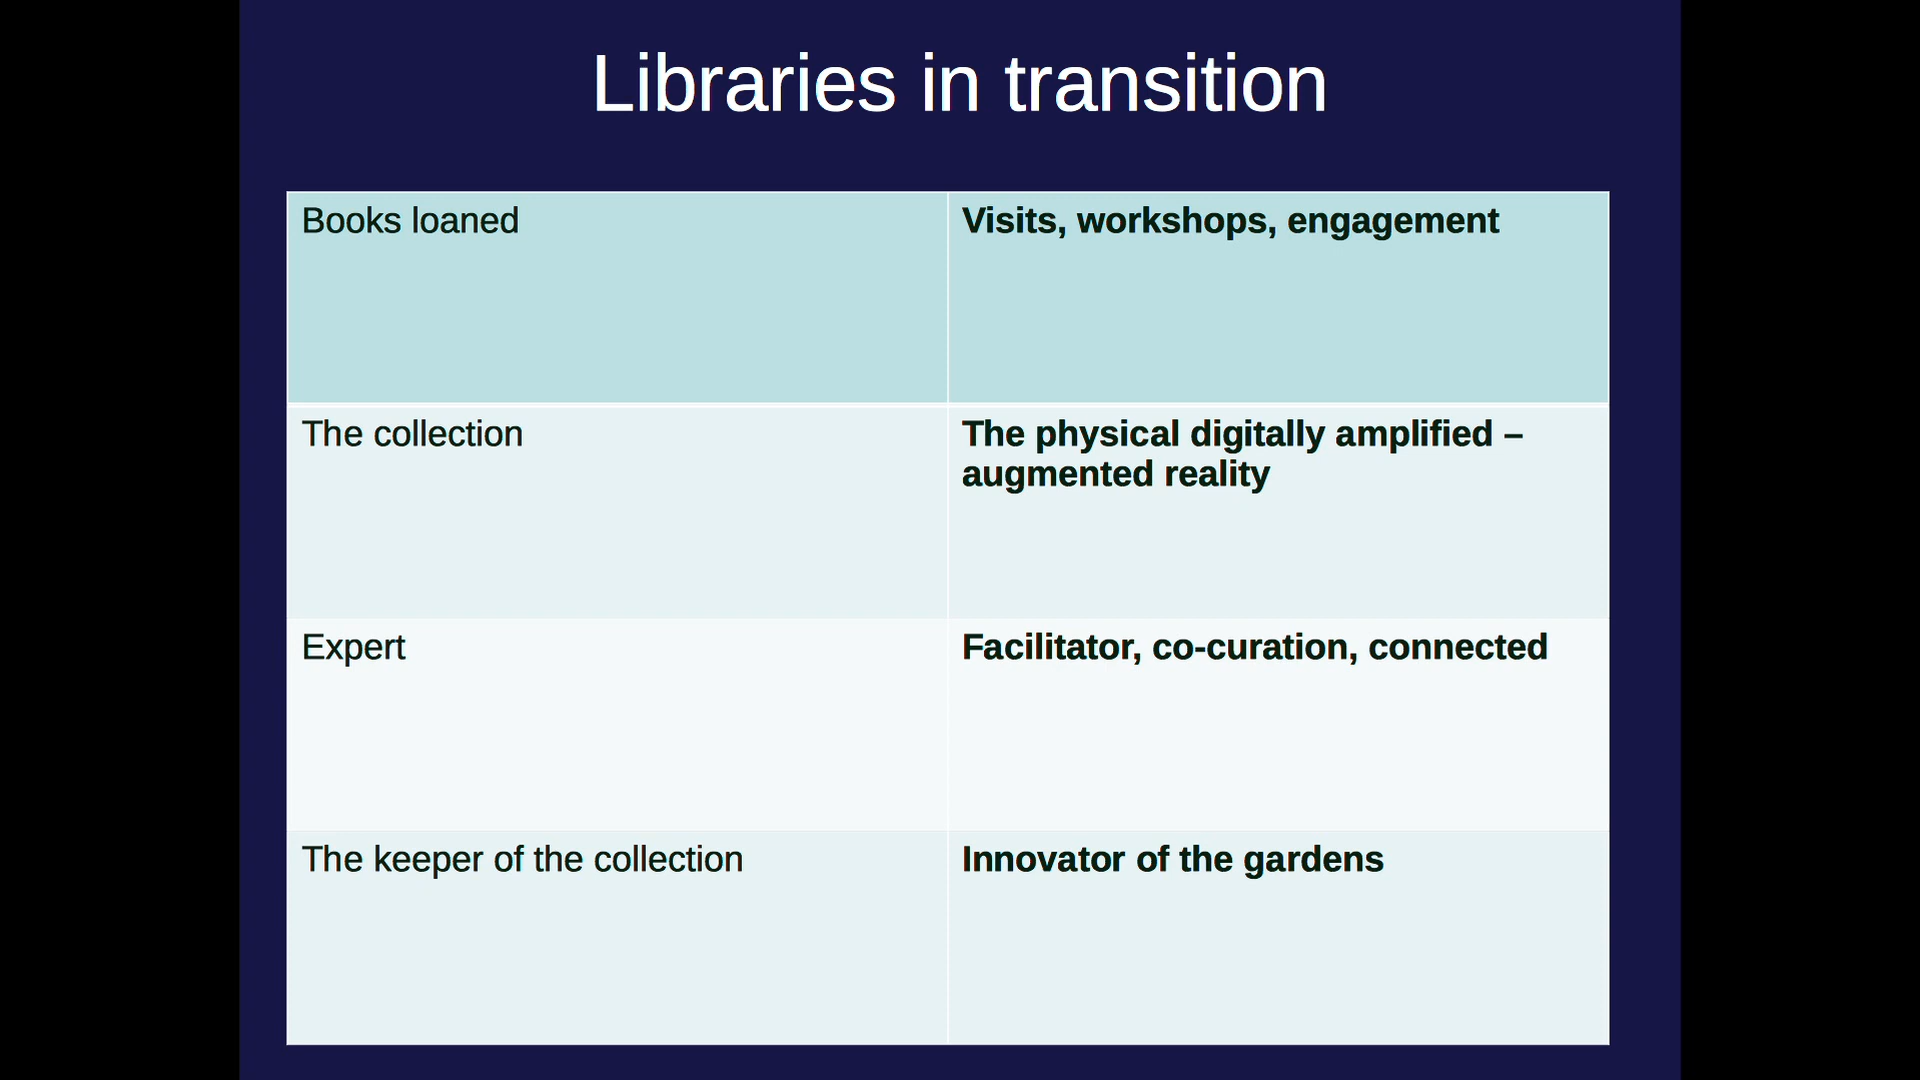 Libraries in transition
Books loaned
Visits, workshops, engagement
The collection
The physical digitally amplified –
augmented reality
Expert
Facilitator, co-curation, connected
The keeper of the collection
Innovator of the gardens